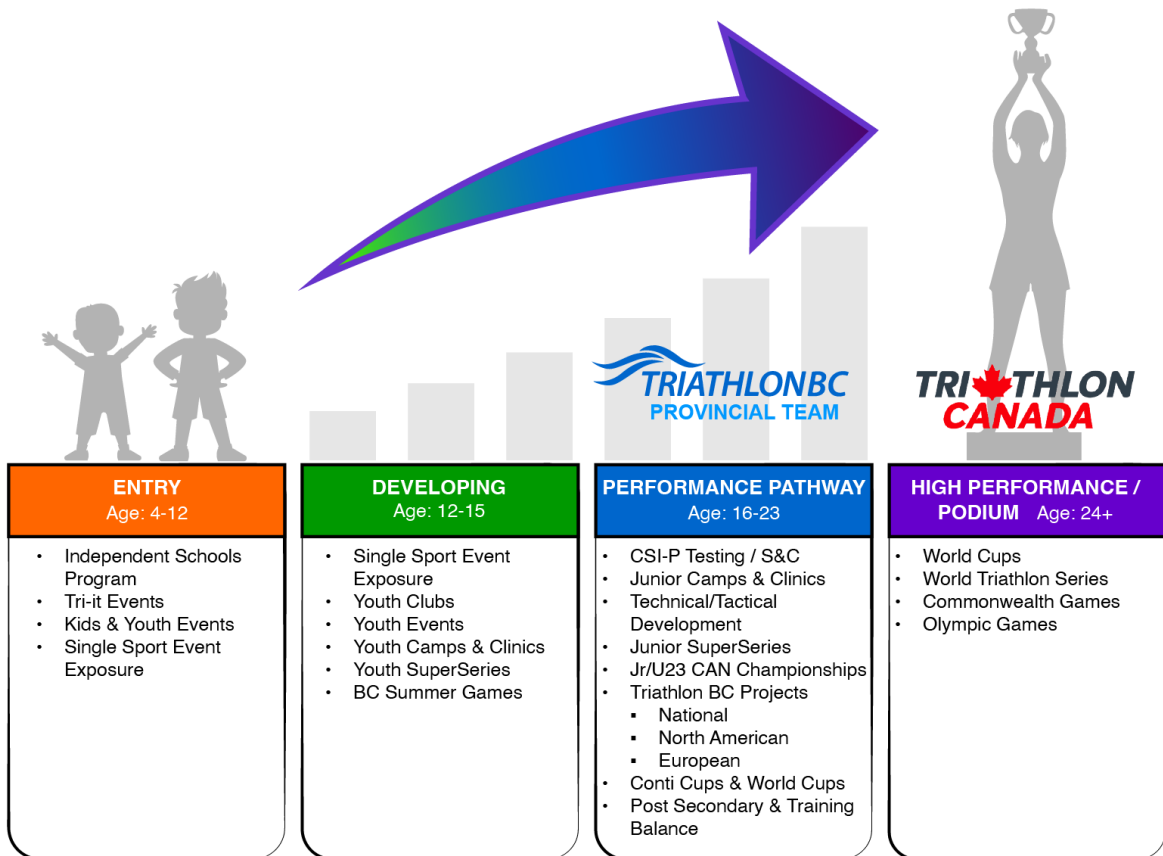 TRIATHLON BC
PROVINCIAL TEAM
TRIATHLON
CANADA
ENTRY
Age: 4-12
• Independent Schools
Program
• Tri-it Events
• Kids & Youth Events
• Single Sport Event
Exposure
DEVELOPING
Age: 12-15
• Single Sport Event
Exposure
• Youth Clubs
• Youth Events
• Youth Camps & Clinics
• Youth SuperSeries
• BC Summer Games
PERFORMANCE PATHWAY
Age: 16-23
• CSI-P Testing / S&C
• Junior Camps & Clinics
• Technical/Tactical
Development
• Junior SuperSeries
• Jr/U23 CAN Championships
• Triathlon BC Projects
▪ National
▪ North American
▪ European
• Conti Cups & World Cups
• Post Secondary & Training
Balance
HIGH PERFORMANCE /
PODIUM Age: 24+
• World Cups
• World Triathlon Series
• Commonwealth Games
• Olympic Games